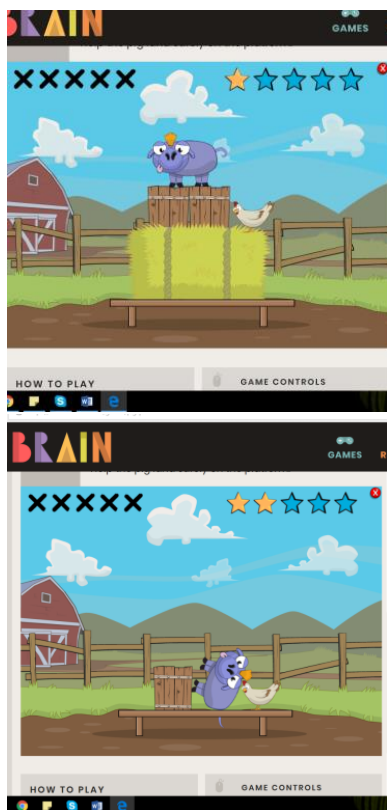 BRAIN
GAMES
HOW TO PLAY
GAME CONTROLS
BRAIN
GAMES R
HOW TO PLAY
GAME CONTROLS